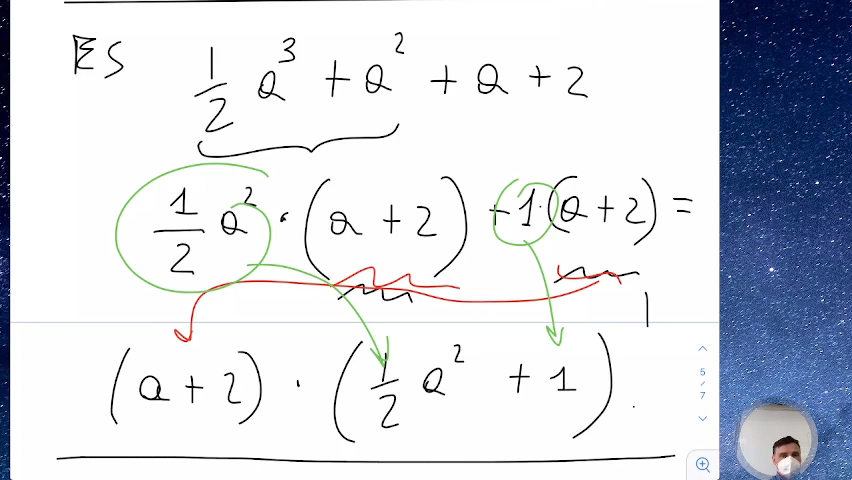 ES 1/2 a³ + a² + a + 2
1/2 a² · (a + 2) + 1·(a + 2) =
(a + 2) · (1/2 a² + 1).
5
/
7